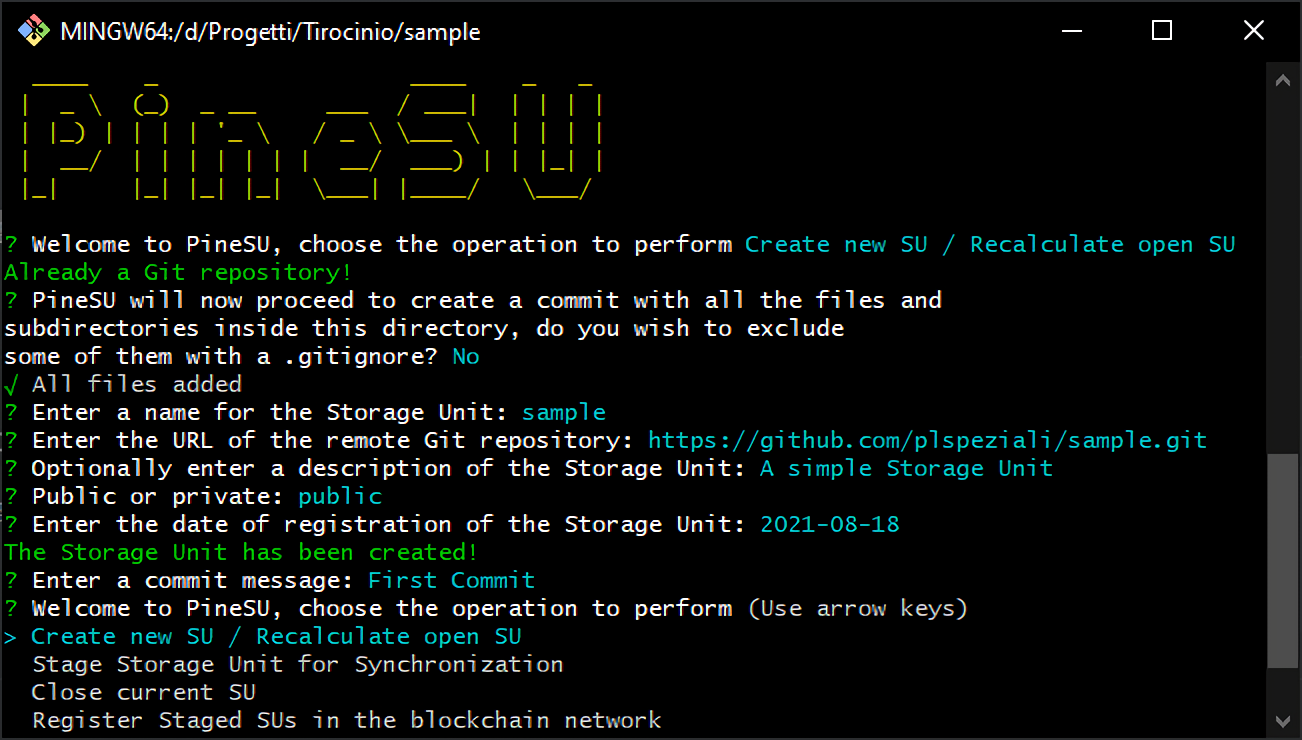 MINGW64:/d/Progetti/Tirocinio/sample
PineSU
? Welcome to PineSU, choose the operation to perform Create new SU / Recalculate open SU
Already a Git repository!
? PineSU will now proceed to create a commit with all the files and
subdirectories inside this directory, do you wish to exclude
some of them with a .gitignore? No
√ All files added
? Enter a name for the Storage Unit: sample
? Enter the URL of the remote Git repository: https://github.com/plspeziali/sample.git
? Optionally enter a description of the Storage Unit: A simple Storage Unit
? Public or private: public
? Enter the date of registration of the Storage Unit: 2021-08-18
The Storage Unit has been created!
? Enter a commit message: First Commit
? Welcome to PineSU, choose the operation to perform (Use arrow keys)
> Create new SU / Recalculate open SU
Stage Storage Unit for Synchronization
Close current SU
Register Staged SUs in the blockchain network